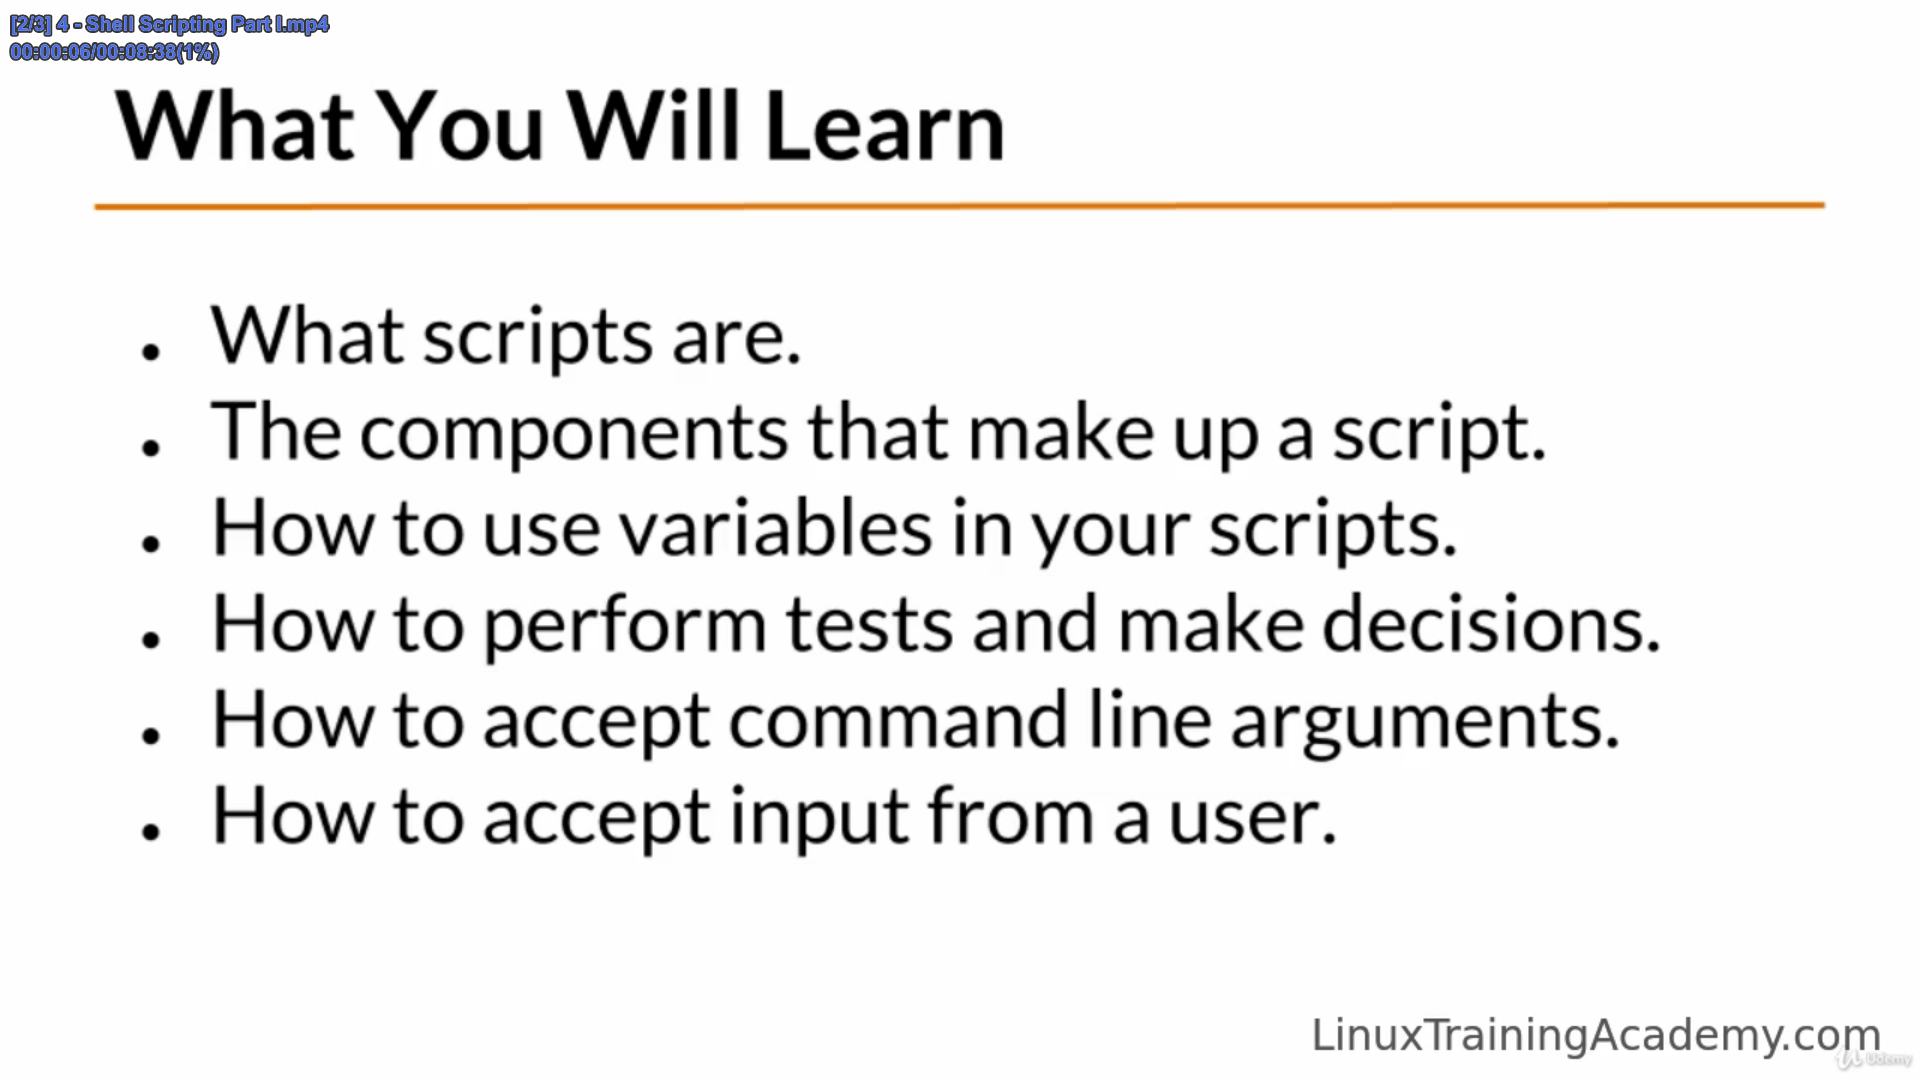 [2/3] 4 - Shell Scripting Part I.mp4
00:00:06/00:08:38(1%)
What You Will Learn
• What scripts are.
• The components that make up a script.
• How to use variables in your scripts.
• How to perform tests and make decisions.
• How to accept command line arguments.
• How to accept input from a user.
LinuxTrainingAcademy.com
Udemy